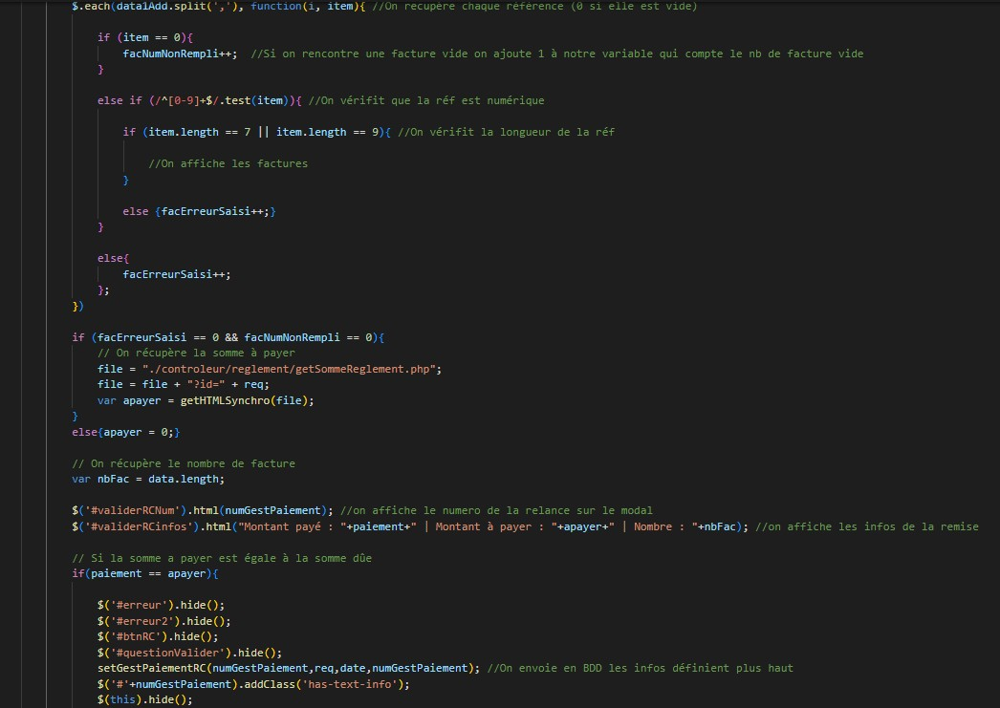 $.each(data1Add.split(','), function(i, item){ //On recupère chaque référence (0 si elle est vide)
if (item == 0){
facNumNonRempli++;  //Si on rencontre une facture vide on ajoute 1 à notre variable qui compte le nb de facture vide
}
else if (/^[0-9]+$/.test(item)){ //On vérifit que la réf est numérique
if (item.length == 7 || item.length == 9){ //On vérifit la longueur de la réf
//On affiche les factures
}
else {facErreurSaisi++;}
}
else{
facErreurSaisi++;
};
})
if (facErreurSaisi == 0 && facNumNonRempli == 0){
// On récupère la somme à payer
file = "./controleur/reglement/getSommeReglement.php";
file = file + "?id=" + req;
var apayer = getHTMLSynchro(file);
}
else{apayer = 0;}
// On récupère le nombre de facture
var nbFac = data.length;
$('#validerRCNum').html(numGestPaiement); //on affiche le numero de la relance sur le modal
$('#validerRCinfos').html("Montant payé : "+paiement+" | Montant à payer : "+apayer+" | Nombre : "+nbFac); //on affiche les infos de la remise
// Si la somme a payer est égale à la somme dûe
if(paiement == apayer){
$('#erreur').hide();
$('#erreur2').hide();
$('#btnRC').hide();
$('#questionValider').hide();
setGestPaiementRC(numGestPaiement,req,date,numGestPaiement); //On envoie en BDD les infos définient plus haut
$('#'+numGestPaiement).addClass('has-text-info');
$(this).hide();